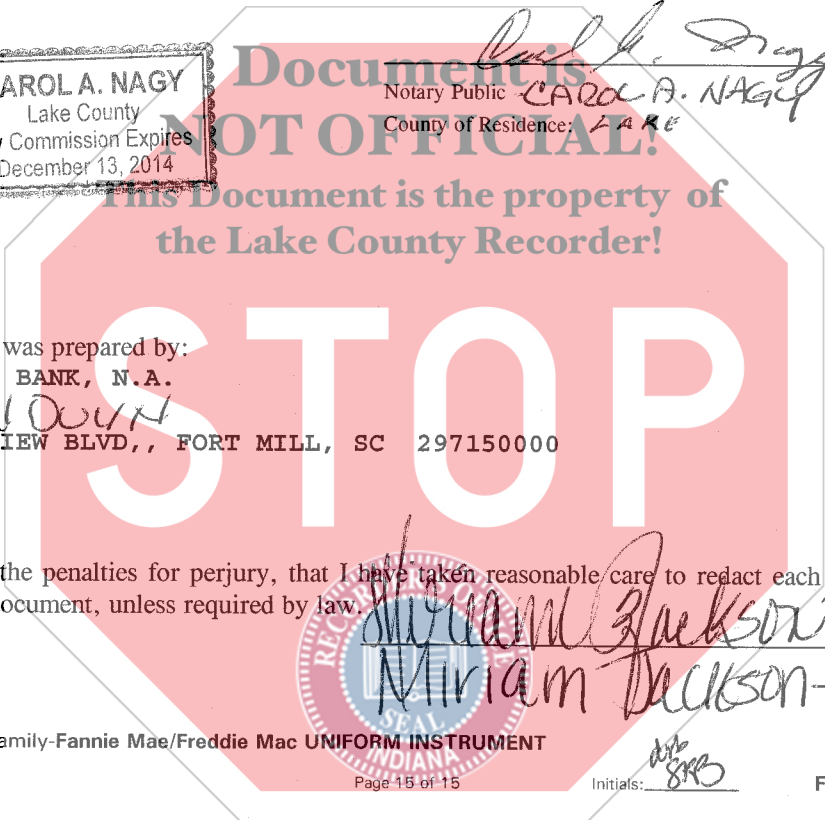 AROL A. NAGY
Lake County
y Commission Expires
December 13, 2014
Notary Public CAROL A. NAGY
County of Residence: LAKE
Document is
NOT OFFICIAL!
This Document is the property of
the Lake County Recorder!
STOP
was prepared by:
BANK, N.A.
DUNN
IEW BLVD,, FORT MILL, SC 297150000
the penalties for perjury, that I have taken reasonable care to redact each
ocument, unless required by law.
Miriam Jackson
Miriam Jackson-
RECORDER'S OFFICE
SEAL
INDIANA
amily-Fannie Mae/Freddie Mac UNIFORM INSTRUMENT
Page 15 of 15
Initials:
F